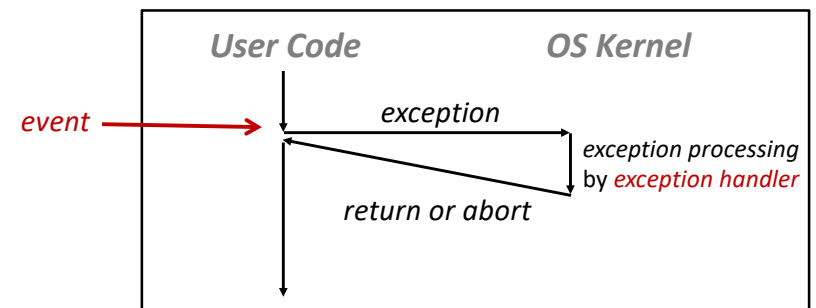 User Code OS Kernel
event
exception
exception processing
by exception handler
return or abort